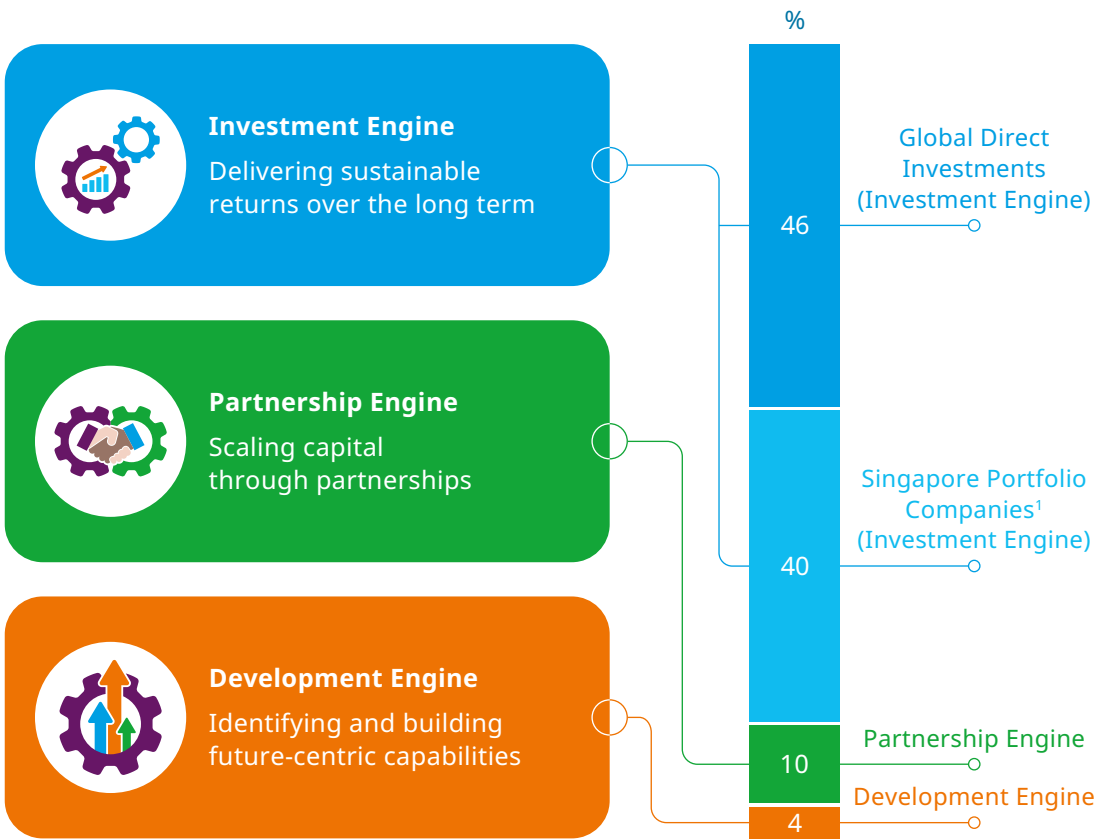 %
Investment Engine
Delivering sustainable
returns over the long term
Partnership Engine
Scaling capital
through partnerships
Development Engine
Identifying and building
future-centric capabilities
46
40
10
4
Global Direct
Investments
(Investment Engine)
Singapore Portfolio
Companies¹
(Investment Engine)
Partnership Engine
Development Engine